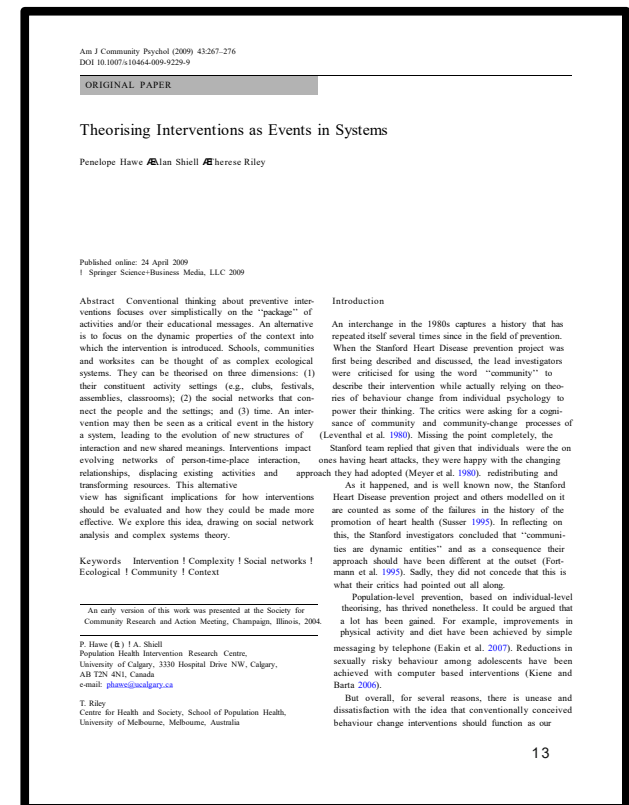 Am J Community Psychol (2009) 43:267–276
DOI 10.1007/s10464-009-9229-9
ORIGINAL PAPER
Theorising Interventions as Events in Systems
Penelope Hawe Æ Alan Shiell Æ Therese Riley
Published online: 24 April 2009
! Springer Science+Business Media, LLC 2009
Abstract Conventional thinking about preventive inter-
ventions focuses over simplistically on the ‘‘package’’ of
activities and/or their educational messages. An alternative
is to focus on the dynamic properties of the context into
which the intervention is introduced. Schools, communities
and worksites can be thought of as complex ecological
systems. They can be theorised on three dimensions: (1)
their constituent activity settings (e.g., clubs, festivals,
assemblies, classrooms); (2) the social networks that con-
nect the people and the settings; and (3) time. An inter-
vention may then be seen as a critical event in the history
a system, leading to the evolution of new structures of
interaction and new shared meanings. Interventions impact
evolving networks of person-time-place interaction,
relationships, displacing existing activities and
transforming resources. This alternative
view has significant implications for how interventions
should be evaluated and how they could be made more
effective. We explore this idea, drawing on social network
analysis and complex systems theory.
Keywords Intervention ! Complexity ! Social networks !
Ecological ! Community ! Context
An early version of this work was presented at the Society for
Community Research and Action Meeting, Champaign, Illinois, 2004.
P. Hawe (&) ! A. Shiell
Population Health Intervention Research Centre,
University of Calgary, 3330 Hospital Drive NW, Calgary,
AB T2N 4N1, Canada
e-mail: phawe@ucalgary.ca
T. Riley
Centre for Health and Society, School of Population Health,
University of Melbourne, Melbourne, Australia
Introduction
An interchange in the 1980s captures a history that has
repeated itself several times since in the field of prevention.
When the Stanford Heart Disease prevention project was
first being described and discussed, the lead investigators
were criticised for using the word ‘‘community’’ to
describe their intervention while actually relying on theo-
ries of behaviour change from individual psychology to
power their thinking. The critics were asking for a cogni-
sance of community and community-change processes of
(Leventhal et al. 1980). Missing the point completely, the
Stanford team replied that given that individuals were the on
ones having heart attacks, they were happy with the changing
approach they had adopted (Meyer et al. 1980). redistributing and
As it happened, and is well known now, the Stanford
Heart Disease prevention project and others modelled on it
are counted as some of the failures in the history of the
promotion of heart health (Susser 1995). In reflecting on
this, the Stanford investigators concluded that ‘‘communi-
ties are dynamic entities’’ and as a consequence their
approach should have been different at the outset (Fort-
mann et al. 1995). Sadly, they did not concede that this is
what their critics had pointed out all along.
Population-level prevention, based on individual-level
theorising, has thrived nonetheless. It could be argued that
a lot has been gained. For example, improvements in
physical activity and diet have been achieved by simple
messaging by telephone (Eakin et al. 2007). Reductions in
sexually risky behaviour among adolescents have been
achieved with computer based interventions (Kiene and
Barta 2006).
But overall, for several reasons, there is unease and
dissatisfaction with the idea that conventionally conceived
behaviour change interventions should function as our
13